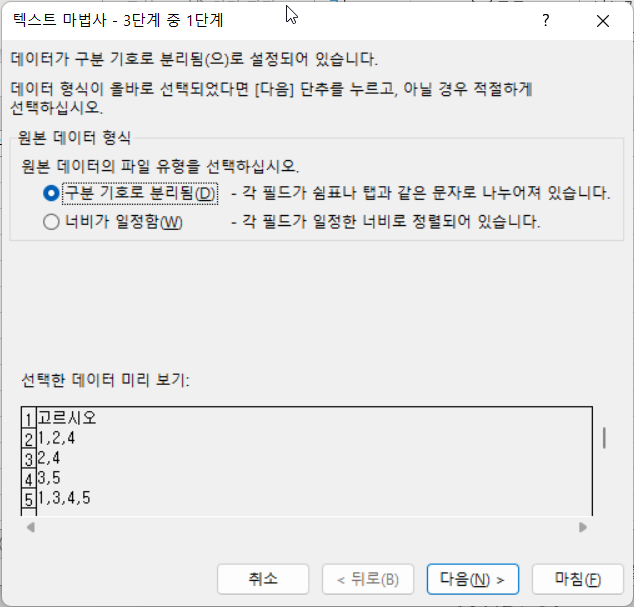 텍스트 마법사 - 3단계 중 1단계 ?
데이터가 구분 기호로 분리됨(으)로 설정되어 있습니다.
데이터 형식이 올바로 선택되었다면 [다음] 단추를 누르고, 아닐 경우 적절하게
선택하십시오.
원본 데이터 형식
원본 데이터의 파일 유형을 선택하십시오.
구분 기호로 분리됨(D) - 각 필드가 쉼표나 탭과 같은 문자로 나누어져 있습니다.
너비가 일정함(W) - 각 필드가 일정한 너비로 정렬되어 있습니다.
선택한 데이터 미리 보기:
1 고르시오
2 1,2,4
3 2,4
4 3,5
5 1,3,4,5
취소 < 뒤로(B) 다음(N) > 마침(F)